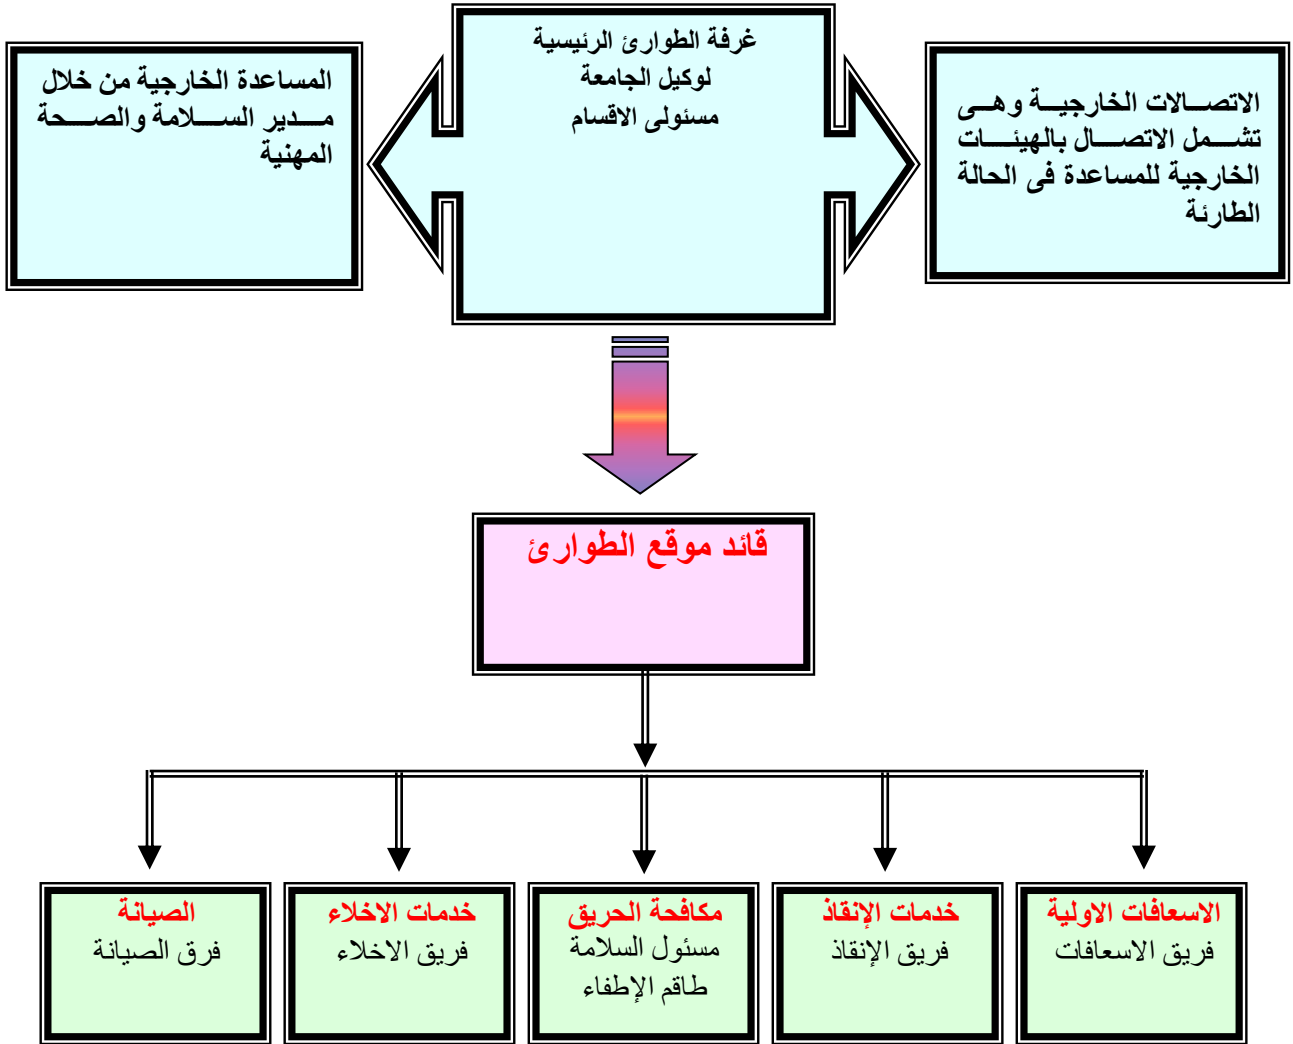 غرفة الطوارئ الرئيسية
لوكيل الجامعة
مسئولى الاقسام
الاتصالات الخارجية وهى
تشمل الاتصال بالهيئات
الخارجية للمساعدة فى الحالة
الطارئة
المساعدة الخارجية من خلال
مدير السلامة والصحة
المهنية
قائد موقع الطوارئ
الاسعافات الاولية
فريق الاسعافات
خدمات الإنقاذ
فريق الإنقاذ
مكافحة الحريق
مسئول السلامة
طاقم الإطفاء
خدمات الاخلاء
فريق الاخلاء
الصيانة
فرق الصيانة